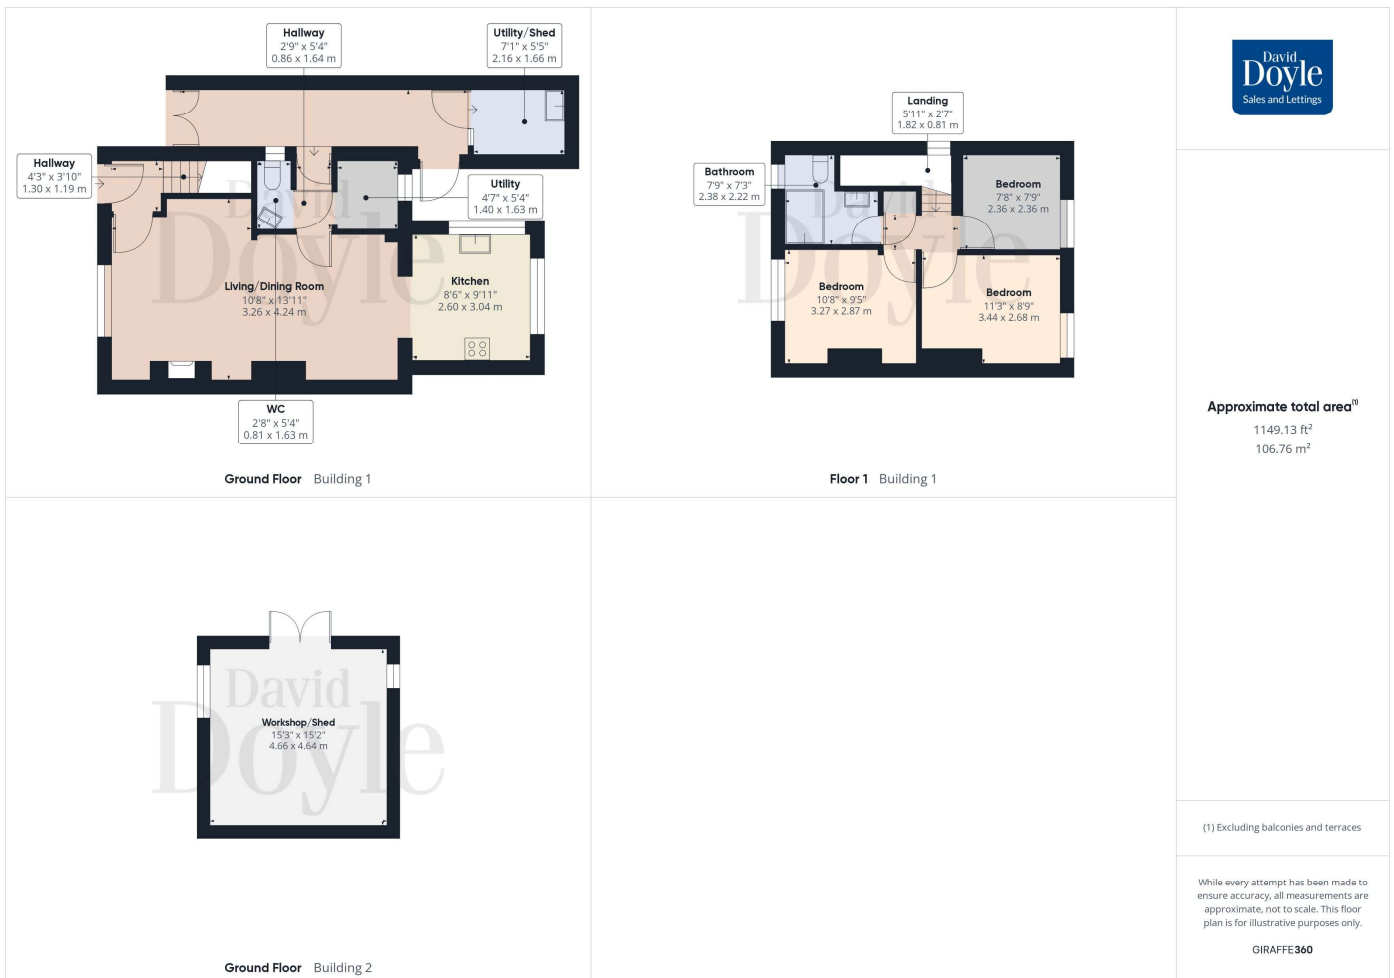 Hallway
2'9" x 5'4"
0.86 x 1.64 m
Utility/Shed
7'1" x 5'5"
2.16 x 1.66 m
Hallway
4'3" x 3'10"
1.30 x 1.19 m
Utility
4'7" x 5'4"
1.40 x 1.63 m
David
Doyle
Living/Dining Room
10'8" x 13'11"
3.26 x 4.24 m
Kitchen
8'6" x 9'11"
2.60 x 3.04 m
WC
2'8" x 5'4"
0.81 x 1.63 m
Ground Floor Building 1
Landing
5'11" x 2'7"
1.82 x 0.81 m
Bathroom
7'9" x 7'3"
2.38 x 2.22 m
Bedroom
7'8" x 7'9"
2.36 x 2.36 m
David
Doyle
Bedroom
10'8" x 9'5"
3.27 x 2.87 m
Bedroom
11'3" x 8'9"
3.44 x 2.68 m
Floor 1 Building 1
David
Doyle
Workshop/Shed
15'3" x 15'2"
4.66 x 4.64 m
Ground Floor Building 2
David
Doyle
Sales and Lettings
Approximate total area(1)
1149.13 ft²
106.76 m²
(1) Excluding balconies and terraces
While every attempt has been made to
ensure accuracy, all measurements are
approximate, not to scale. This floor
plan is for illustrative purposes only.
GIRAFFE360